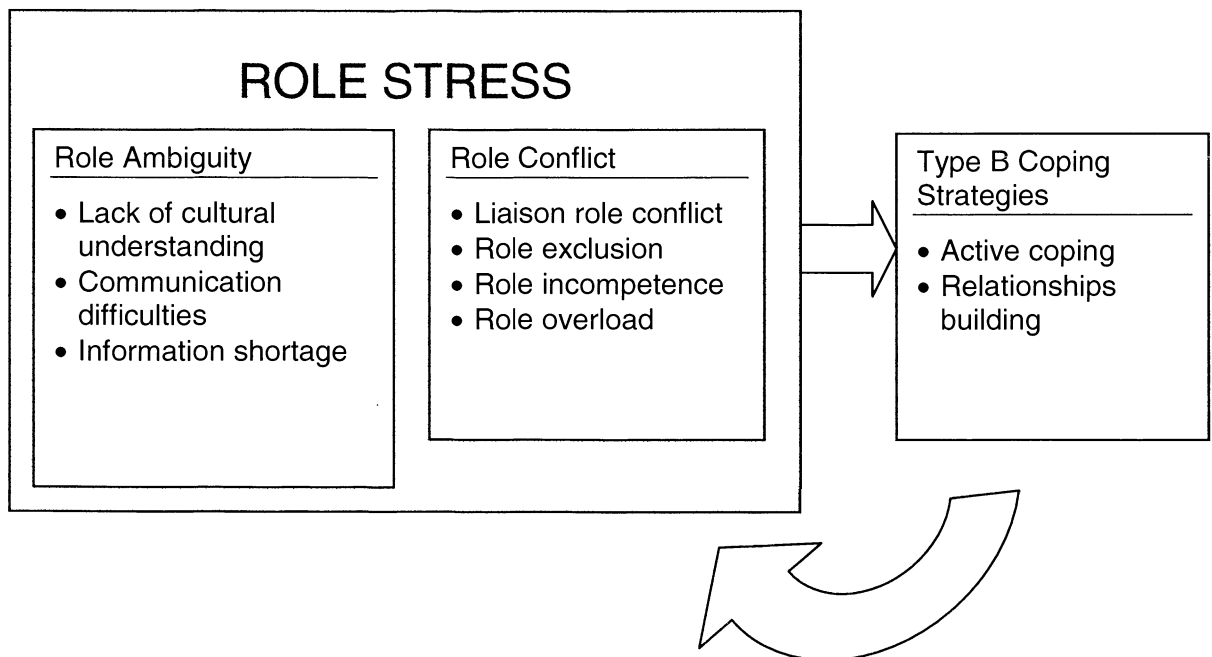 ROLE STRESS
Role Ambiguity
• Lack of cultural
understanding
• Communication
difficulties
• Information shortage
Role Conflict
• Liaison role conflict
• Role exclusion
• Role incompetence
• Role overload
Type B Coping
Strategies
• Active coping
• Relationships
building